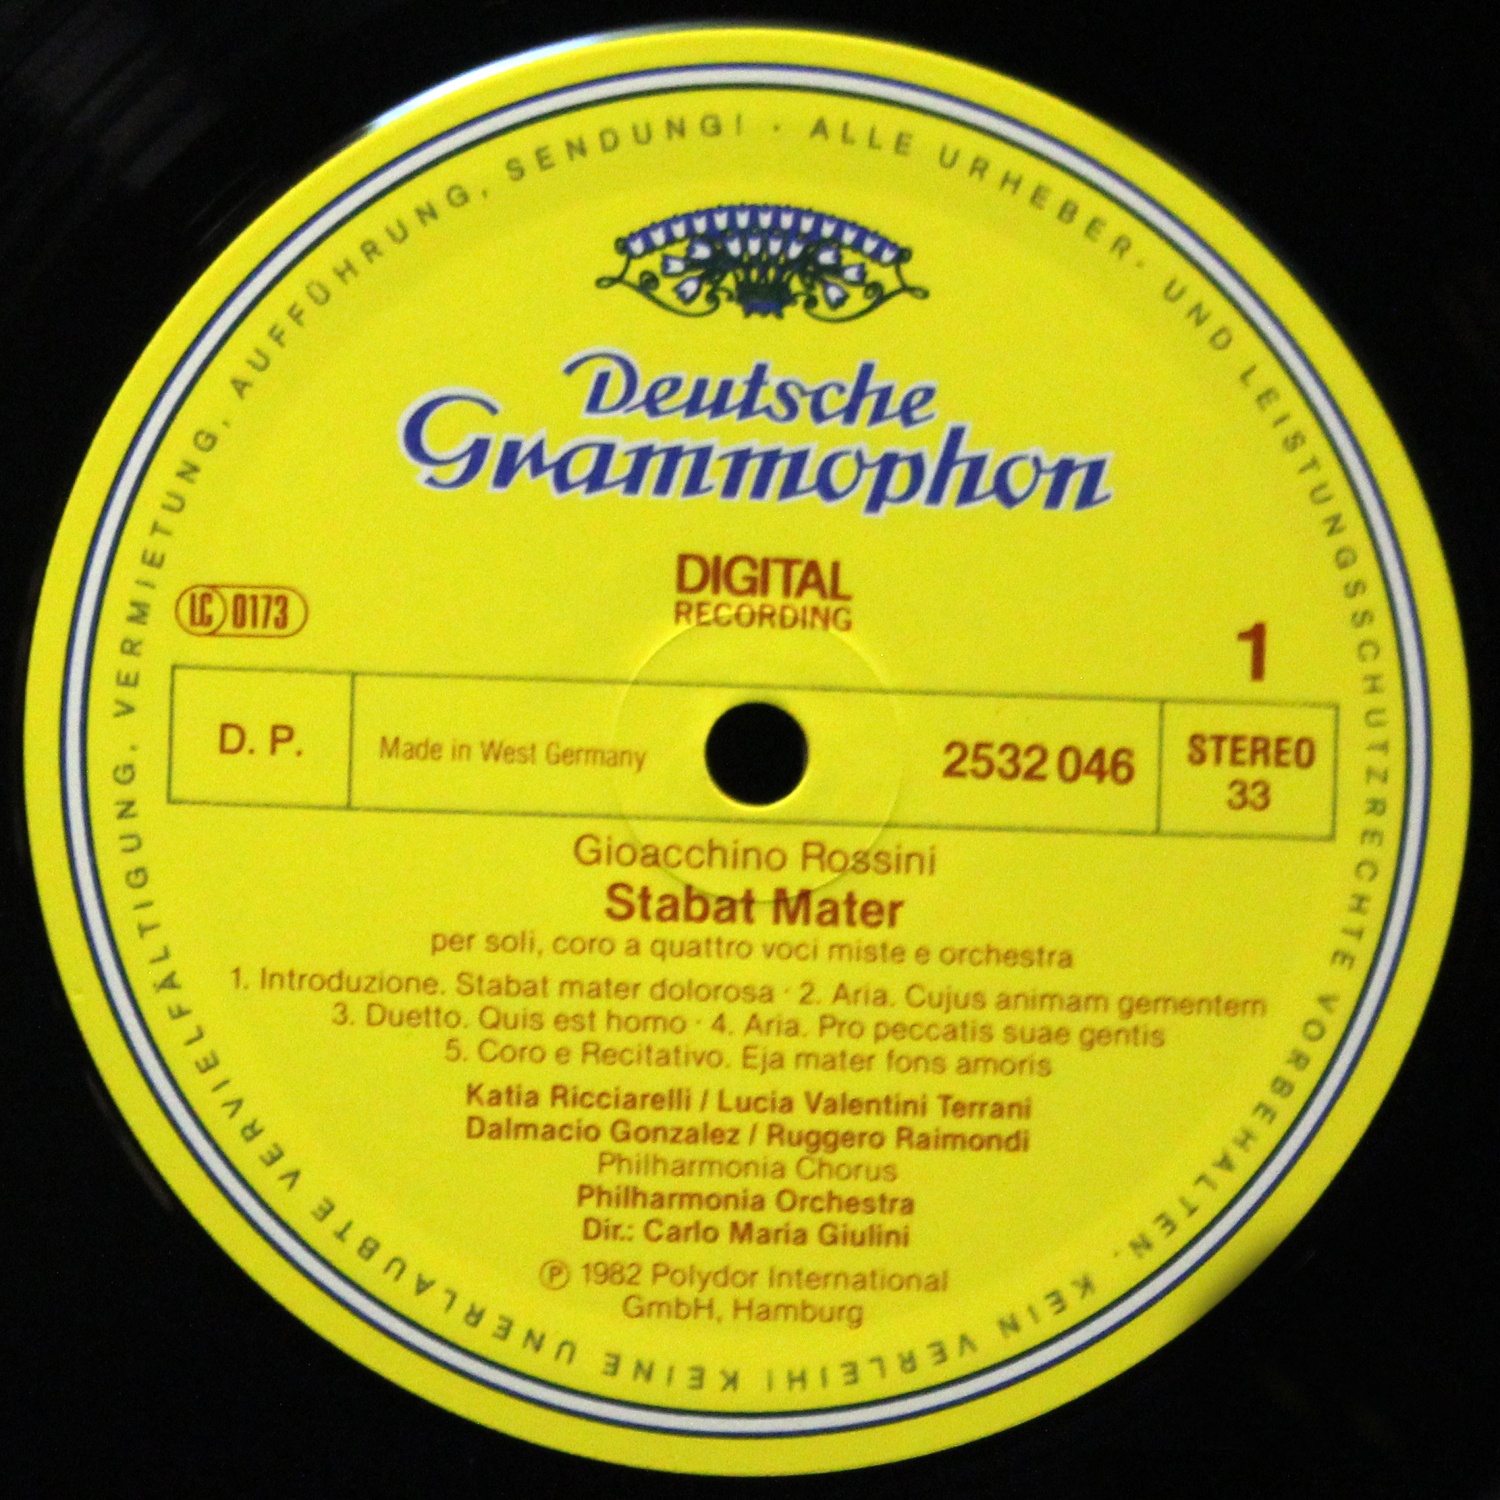 ALLE URHEBER- UND LEISTUNGSSCHUTZRECHTE VORBEHALTEN. KEIN VERLEIH! KEINE UNERLAUBTE VERVIELFÄLTIGUNG, VERMIETUNG, AUFFÜHRUNG, SENDUNG! ·
Deutsche
Grammophon
DIGITAL
RECORDING
LC 0173
1
D. P.
Made in West Germany
2532 046
STEREO
33
Gioacchino Rossini
Stabat Mater
per soli, coro a quattro voci miste e orchestra
1. Introduzione. Stabat mater dolorosa · 2. Aria. Cujus animam gementem
3. Duetto. Quis est homo · 4. Aria. Pro peccatis suae gentis
5. Coro e Recitativo. Eja mater fons amoris
Katia Ricciarelli / Lucia Valentini Terrani
Dalmacio Gonzalez / Ruggero Raimondi
Philharmonia Chorus
Philharmonia Orchestra
Dir.: Carlo Maria Giulini
Ⓟ 1982 Polydor International
GmbH, Hamburg